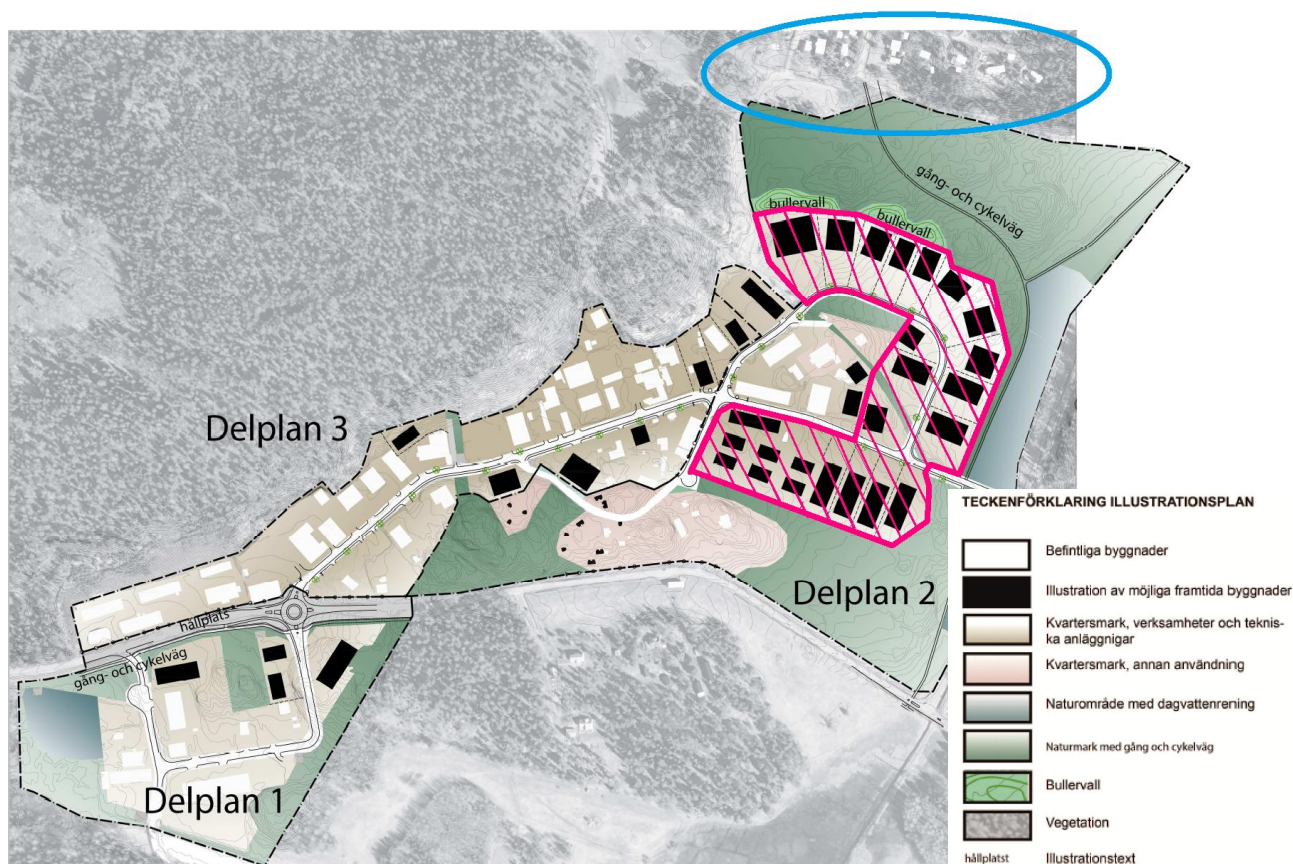 gång- och cykelväg
bullervall
bullervall
Delplan 3
Delplan 2
hållplats
gång- och cykelväg
Delplan 1
TECKENFÖRKLARING ILLUSTRATIONSPLAN
Befintliga byggnader
Illustration av möjliga framtida byggnader
Kvartersmark, verksamheter och teknis-
ka anläggnigar
Kvartersmark, annan användning
Naturområde med dagvattenrening
Naturmark med gång och cykelväg
Bullervall
Vegetation
hållplatst Illustrationstext